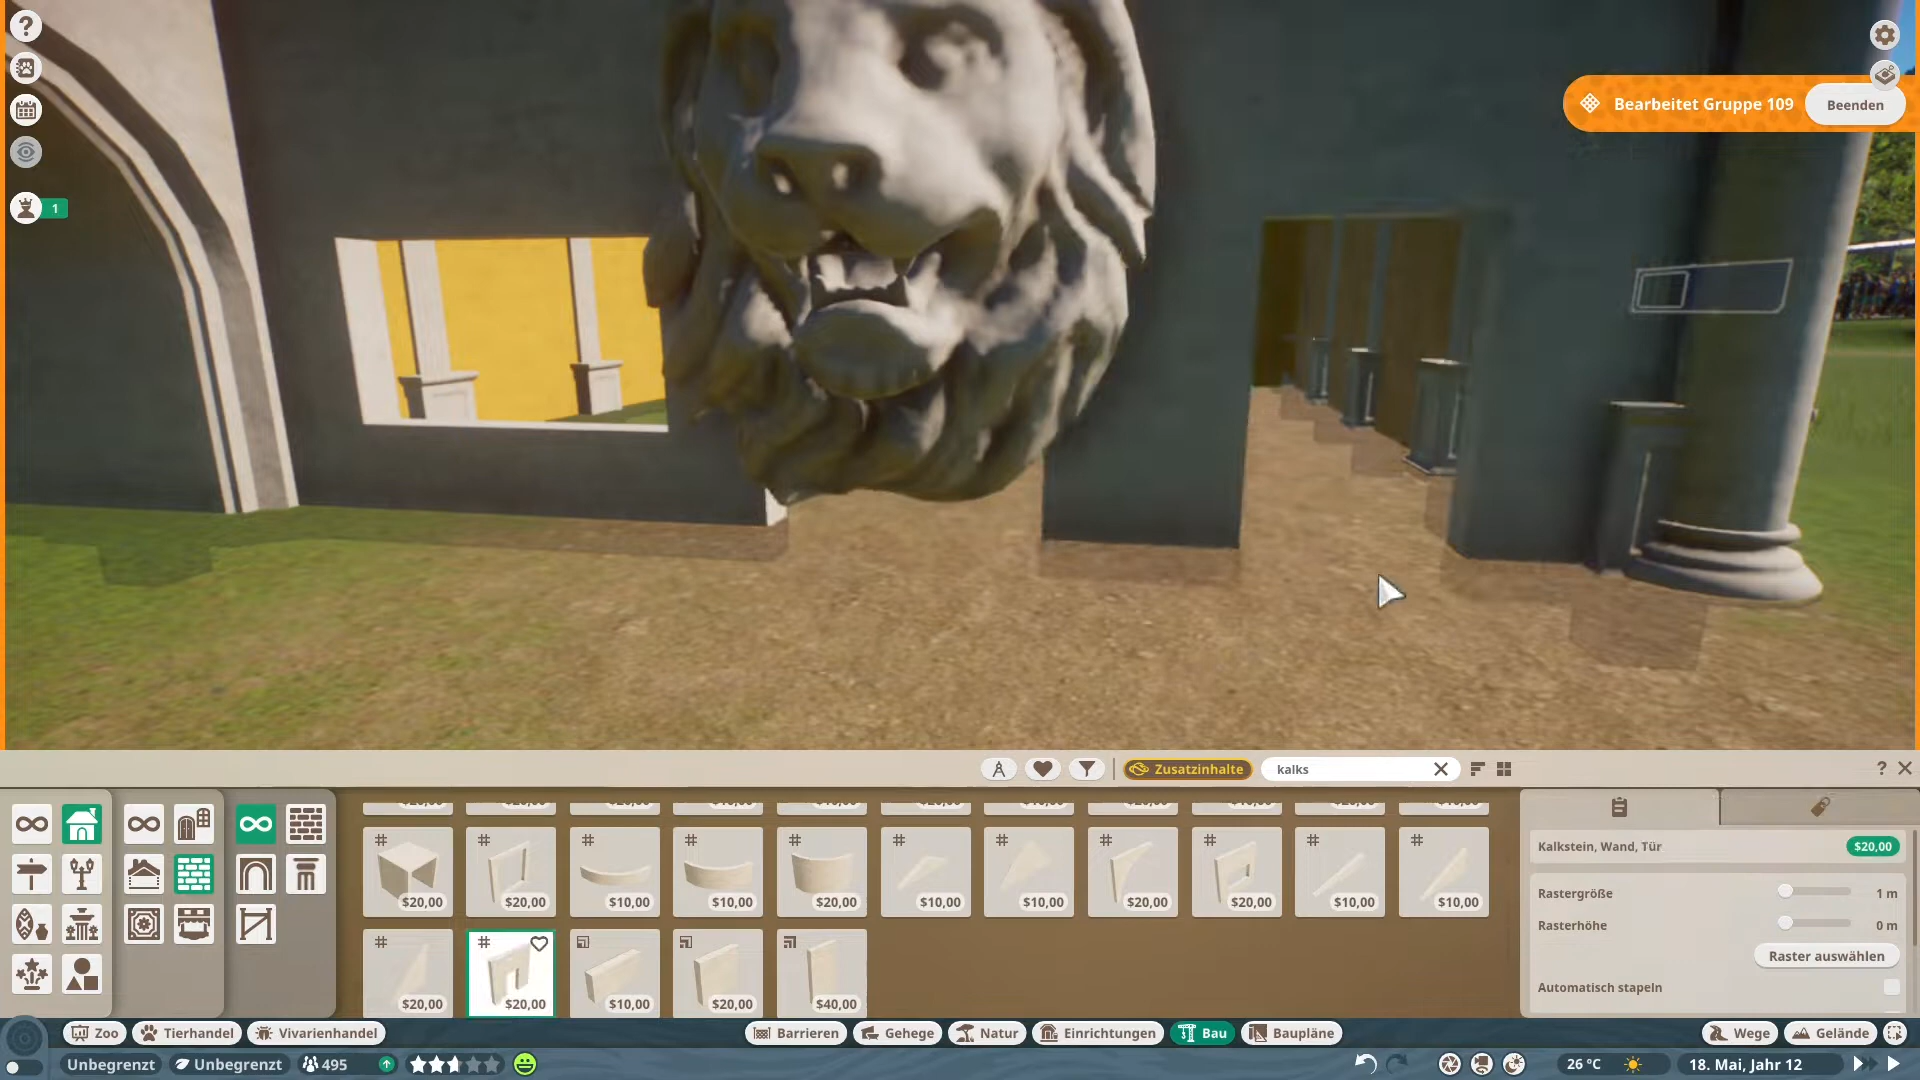 ?
Bearbeitet Gruppe 109
Beenden
1
Zusatzinhalte
kalks
?
$20,00
$20,00
$10,00
$10,00
$20,00
$10,00
$10,00
$20,00
$20,00
$10,00
$10,00
$20,00
$20,00
$10,00
$20,00
$40,00
Kalkstein, Wand, Tür
$20,00
Rastergröße
1 m
Rasterhöhe
0 m
Raster auswählen
Automatisch stapeln
Zoo
Tierhandel
Vivarienhandel
Barrieren
Gehege
Natur
Einrichtungen
Bau
Baupläne
Wege
Gelände
Unbegrenzt
Unbegrenzt
495
26 °C
18. Mai, Jahr 12